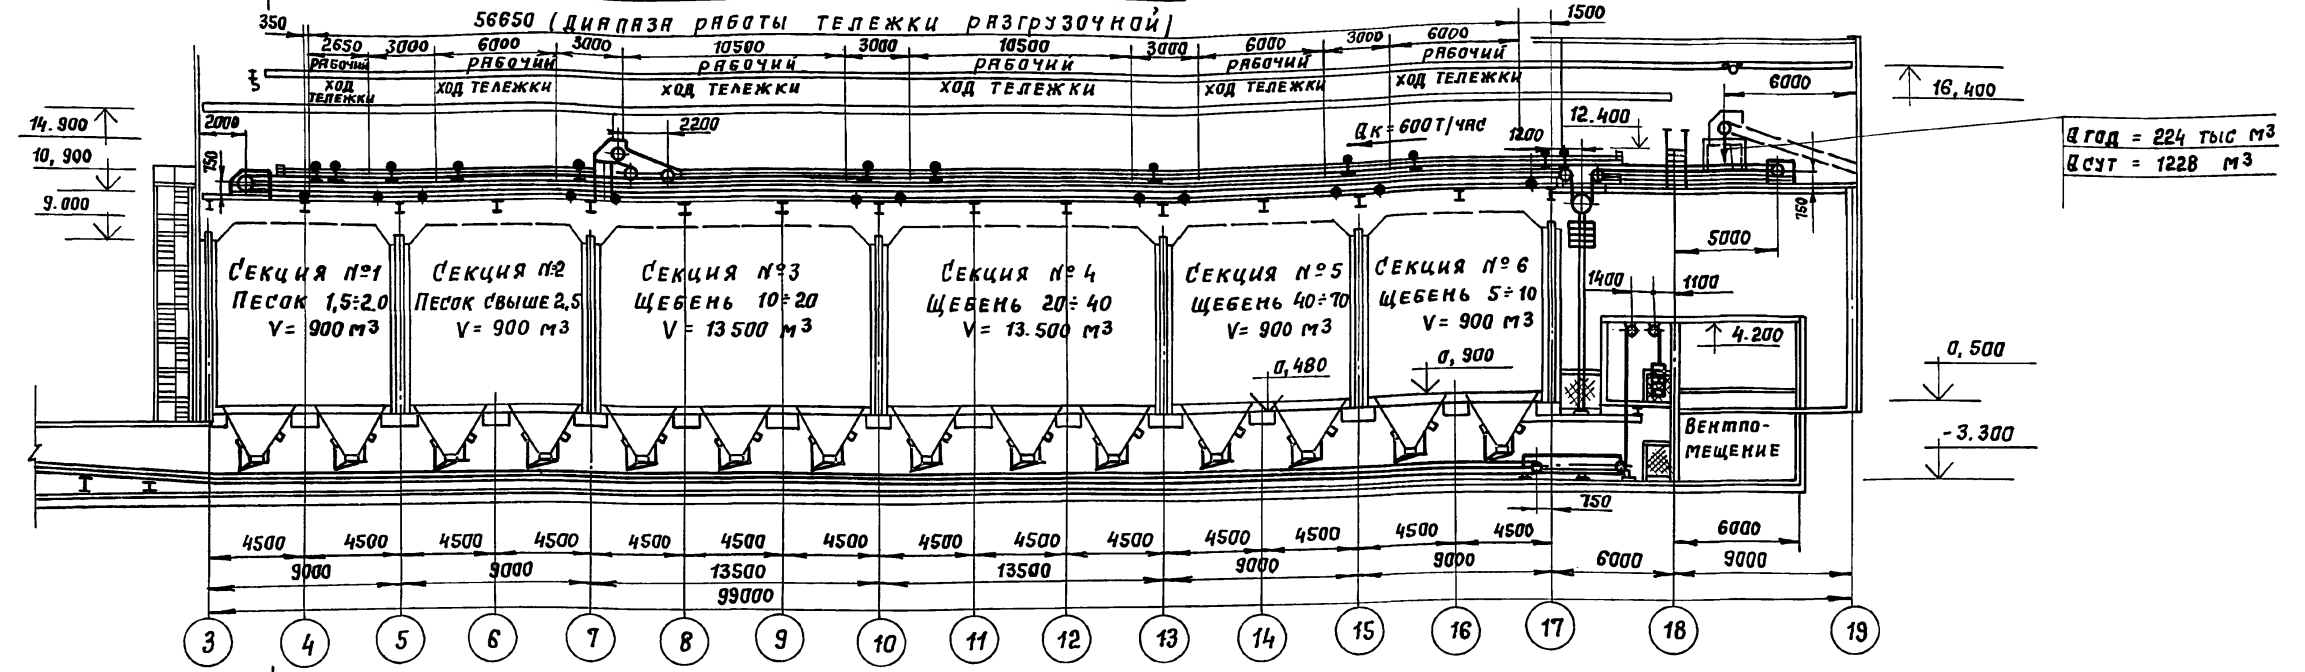 350
56650 (ДИАПАЗА РАБОТЫ ТЕЛЕЖКИ РАЗГРУЗОЧНОЙ)
1500
2650 3000 6000 3000 10500 3000 10500 3000 6000 3000 6000
РАБОЧИЙ РАБОЧИЙ РАБОЧИЙ РАБОЧИЙ РАБОЧИЙ РАБОЧИЙ
ХОД ТЕЛЕЖКИ ХОД ТЕЛЕЖКИ ХОД ТЕЛЕЖКИ ХОД ТЕЛЕЖКИ ХОД ТЕЛЕЖКИ ХОД ТЕЛЕЖКИ
6000
16,400
14.900
2000
2200
Qк=600Т/ЧАС
1200
12.400
Qгод = 224 тыс м3
Qсут = 1228 м3
10,900
750
9.000
750
5000
СЕКЦИЯ №1
ПЕСОК 1,5÷2.0
V= 900 м3
СЕКЦИЯ №2
ПЕСОК СВЫШЕ 2,5
V= 900 м3
СЕКЦИЯ №3
ЩЕБЕНЬ 10÷20
V= 13500 м3
СЕКЦИЯ №4
ЩЕБЕНЬ 20÷40
V= 13.500 м3
СЕКЦИЯ №5
ЩЕБЕНЬ 40÷70
V= 900 м3
СЕКЦИЯ №6
ЩЕБЕНЬ 5÷10
V= 900 м3
1400 1100
4.200
0,480
0,900
0,500
ВЕНТПО-
МЕЩЕНИЕ
-3.300
750
4500 4500 4500 4500 4500 4500 4500 4500 4500 4500 4500 4500 4500 4500 6000
9000 9000 13500 13500 9000 9000 6000 9000
99000
3 4 5 6 7 8 9 10 11 12 13 14 15 16 17 18 19